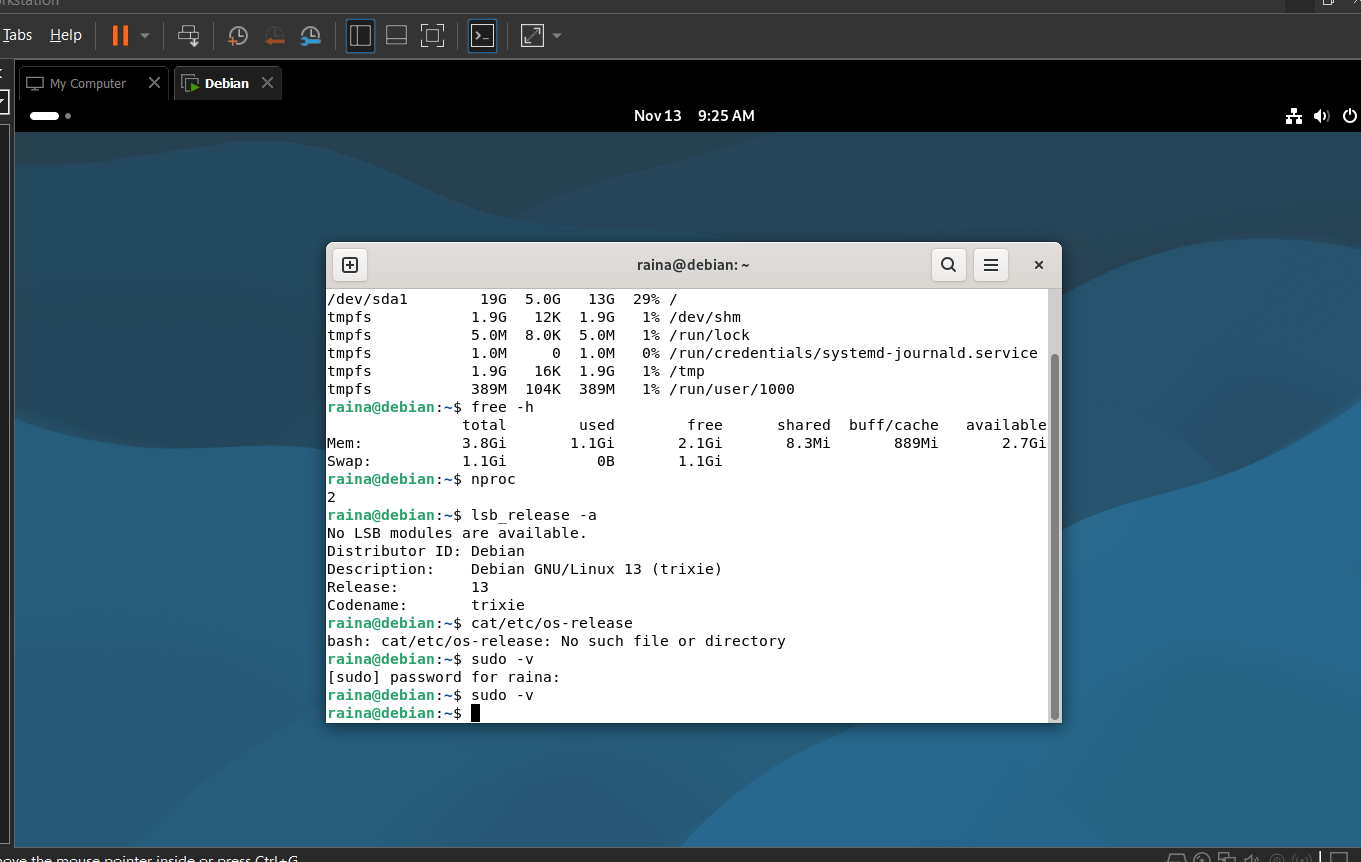 Tabs Help
My Computer Debian
Nov 13 9:25 AM
raina@debian: ~
/dev/sda1 19G 5.0G 13G 29% /
tmpfs 1.9G 12K 1.9G 1% /dev/shm
tmpfs 5.0M 8.0K 5.0M 1% /run/lock
tmpfs 1.0M 0 1.0M 0% /run/credentials/systemd-journald.service
tmpfs 1.9G 16K 1.9G 1% /tmp
tmpfs 389M 104K 389M 1% /run/user/1000
raina@debian:~$ free -h
total used free shared buff/cache available
Mem: 3.8Gi 1.1Gi 2.1Gi 8.3Mi 889Mi 2.7Gi
Swap: 1.1Gi 0B 1.1Gi
raina@debian:~$ nproc
2
raina@debian:~$ lsb_release -a
No LSB modules are available.
Distributor ID: Debian
Description: Debian GNU/Linux 13 (trixie)
Release: 13
Codename: trixie
raina@debian:~$ cat/etc/os-release
bash: cat/etc/os-release: No such file or directory
raina@debian:~$ sudo -v
[sudo] password for raina:
raina@debian:~$ sudo -v
raina@debian:~$
the mouse pointer inside or press Ctrl+G